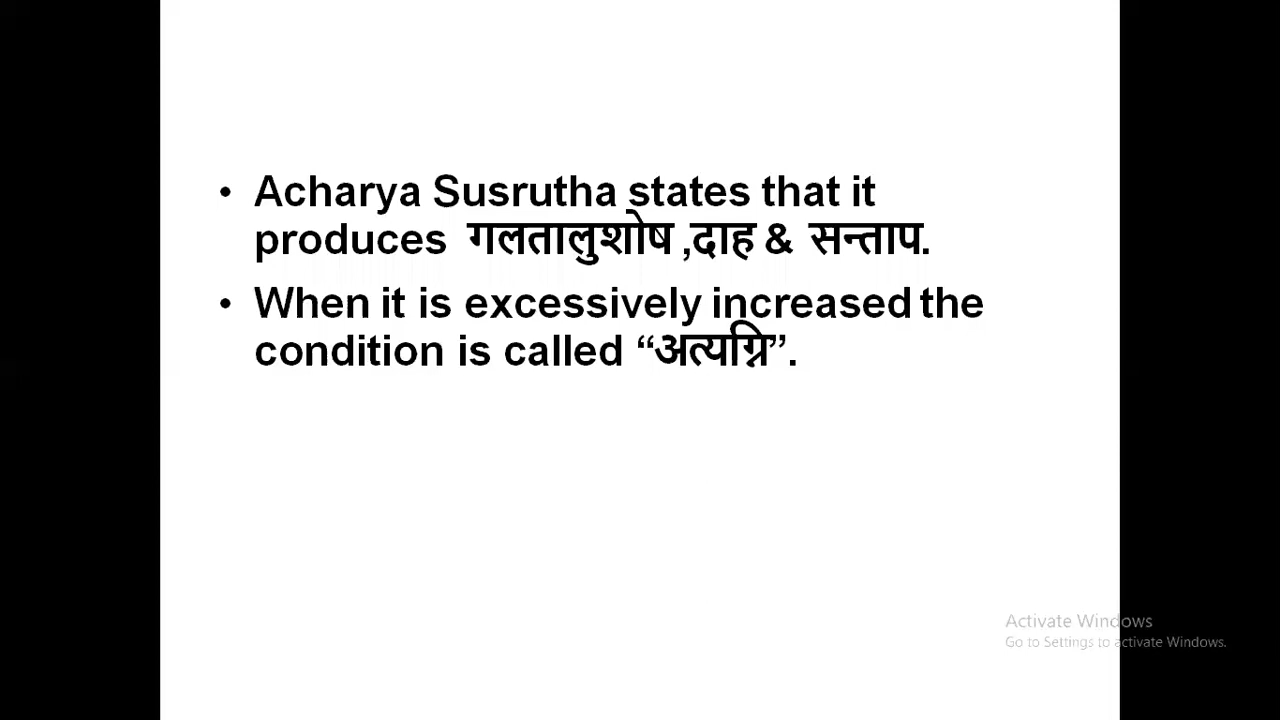 • Acharya Susrutha states that it
produces गलतालुशोष ,दाह & सन्ताप.
• When it is excessively increased the
condition is called “अत्यग्नि”.
Activate Windows
Go to Settings to activate Windows.